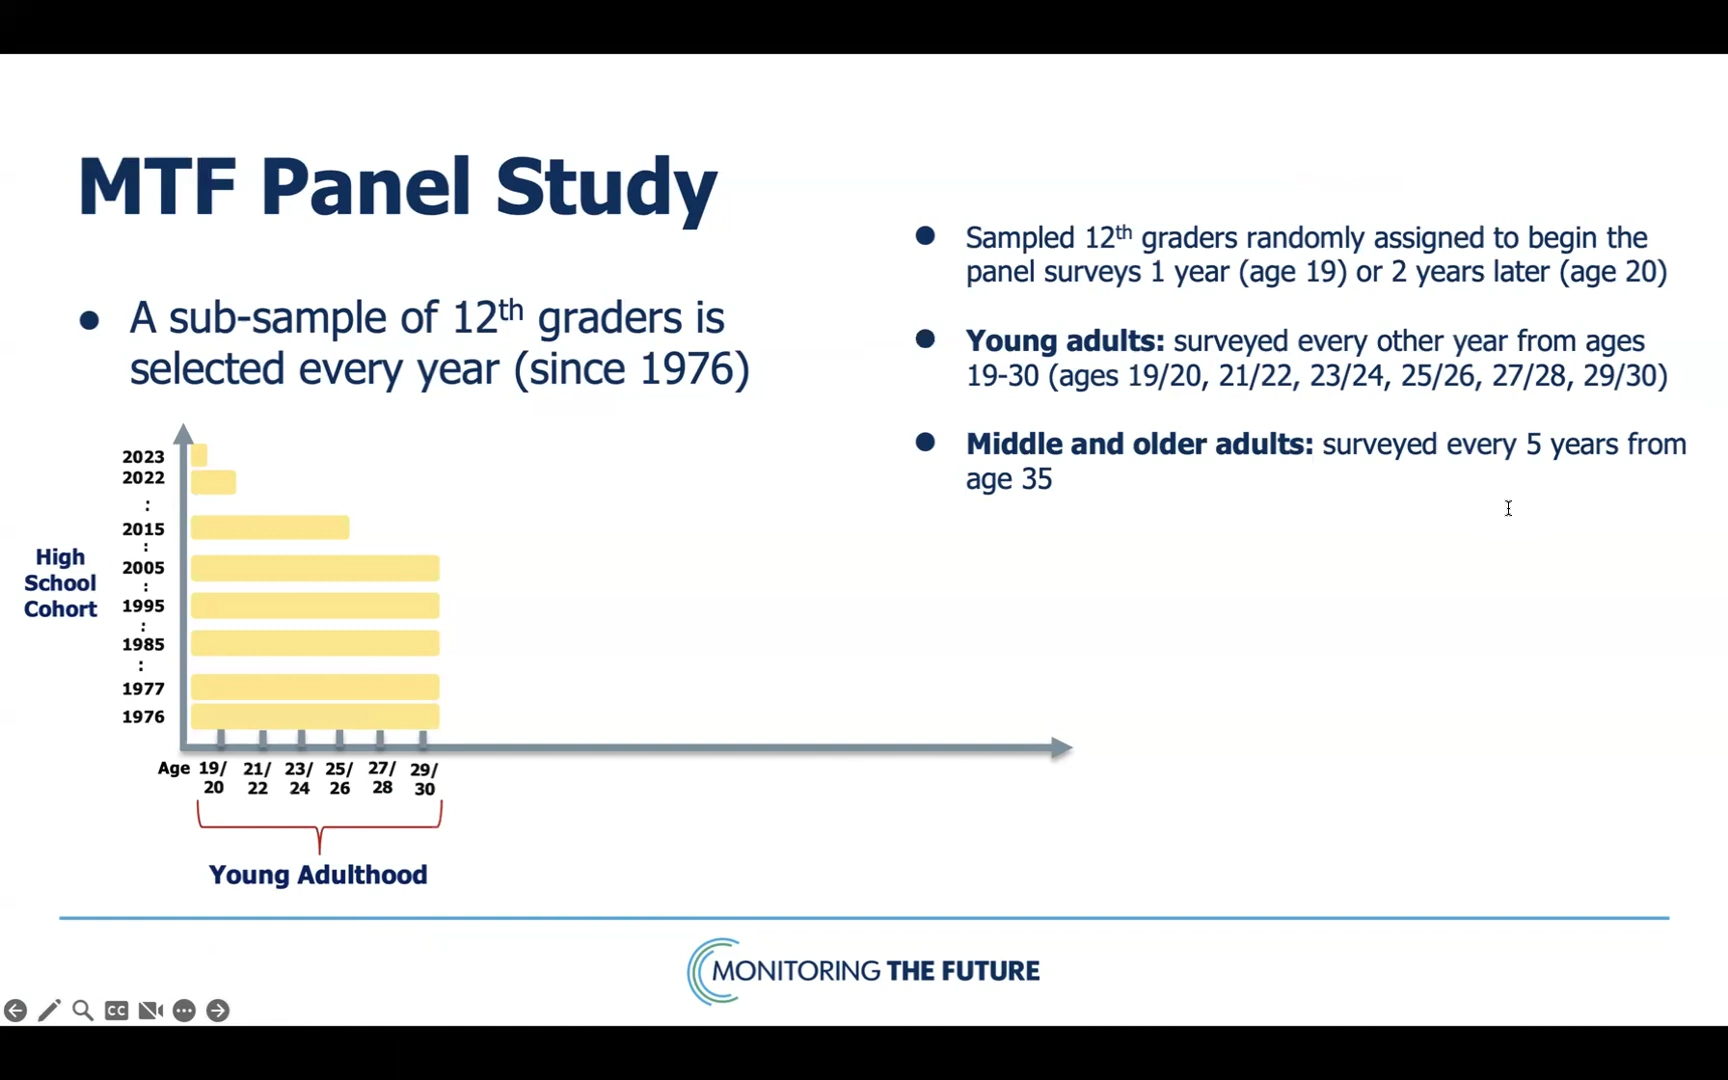 MTF Panel Study
● A sub-sample of 12th graders is
selected every year (since 1976)
● Sampled 12th graders randomly assigned to begin the
panel surveys 1 year (age 19) or 2 years later (age 20)
● Young adults: surveyed every other year from ages
19-30 (ages 19/20, 21/22, 23/24, 25/26, 27/28, 29/30)
● Middle and older adults: surveyed every 5 years from
age 35
High
School
Cohort
2023
2022
:
2015
:
2005
:
1995
:
1985
:
1977
1976
Age 19/ 21/ 23/ 25/ 27/ 29/
20 22 24 26 28 30
Young Adulthood
MONITORING THE FUTURE
CC